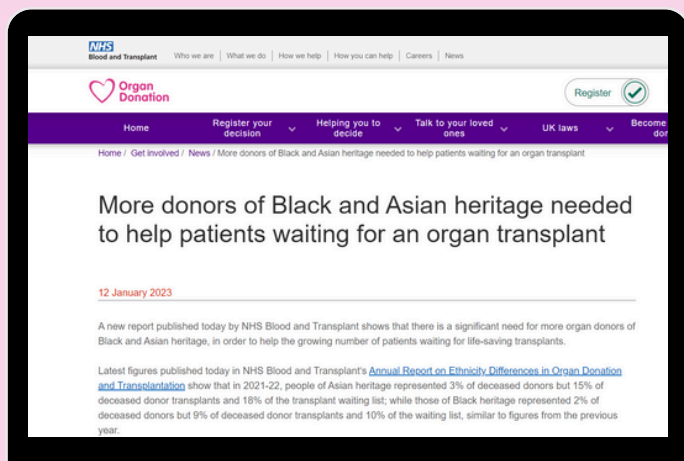 NHS
Blood and Transplant
Who we are | What we do | How we help | How you can help | Careers | News
Organ
Donation
Register
Home
Register your
decision
Helping you to
decide
Talk to your loved
ones
UK laws
Become
don
Home / Get involved / News / More donors of Black and Asian heritage needed to help patients waiting for an organ transplant
More donors of Black and Asian heritage needed
to help patients waiting for an organ transplant
12 January 2023
A new report published today by NHS Blood and Transplant shows that there is a significant need for more organ donors of
Black and Asian heritage, in order to help the growing number of patients waiting for life-saving transplants.
Latest figures published today in NHS Blood and Transplant's Annual Report on Ethnicity Differences in Organ Donation
and Transplantation show that in 2021-22, people of Asian heritage represented 3% of deceased donors but 15% of
deceased donor transplants and 18% of the transplant waiting list; while those of Black heritage represented 2% of
deceased donors but 9% of deceased donor transplants and 10% of the waiting list, similar to figures from the previous
year.